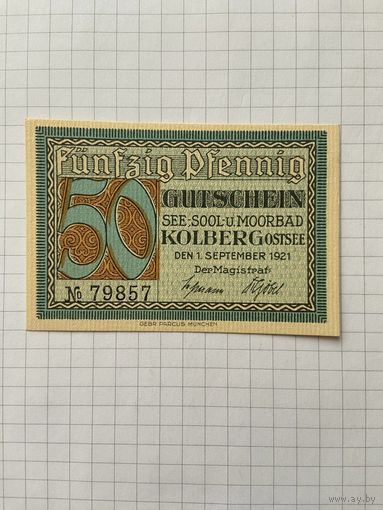 DD D D
Fünfzig Pfennig
50
GUTSCHEIN
SEE-SOOL-U.MOORBAD
KOLBERG OSTSEE
DEN 1. SEPTEMBER 1921
Der Magistrat
No 79857
GEBR. PARCUS MÜNCHEN
www.ay.by